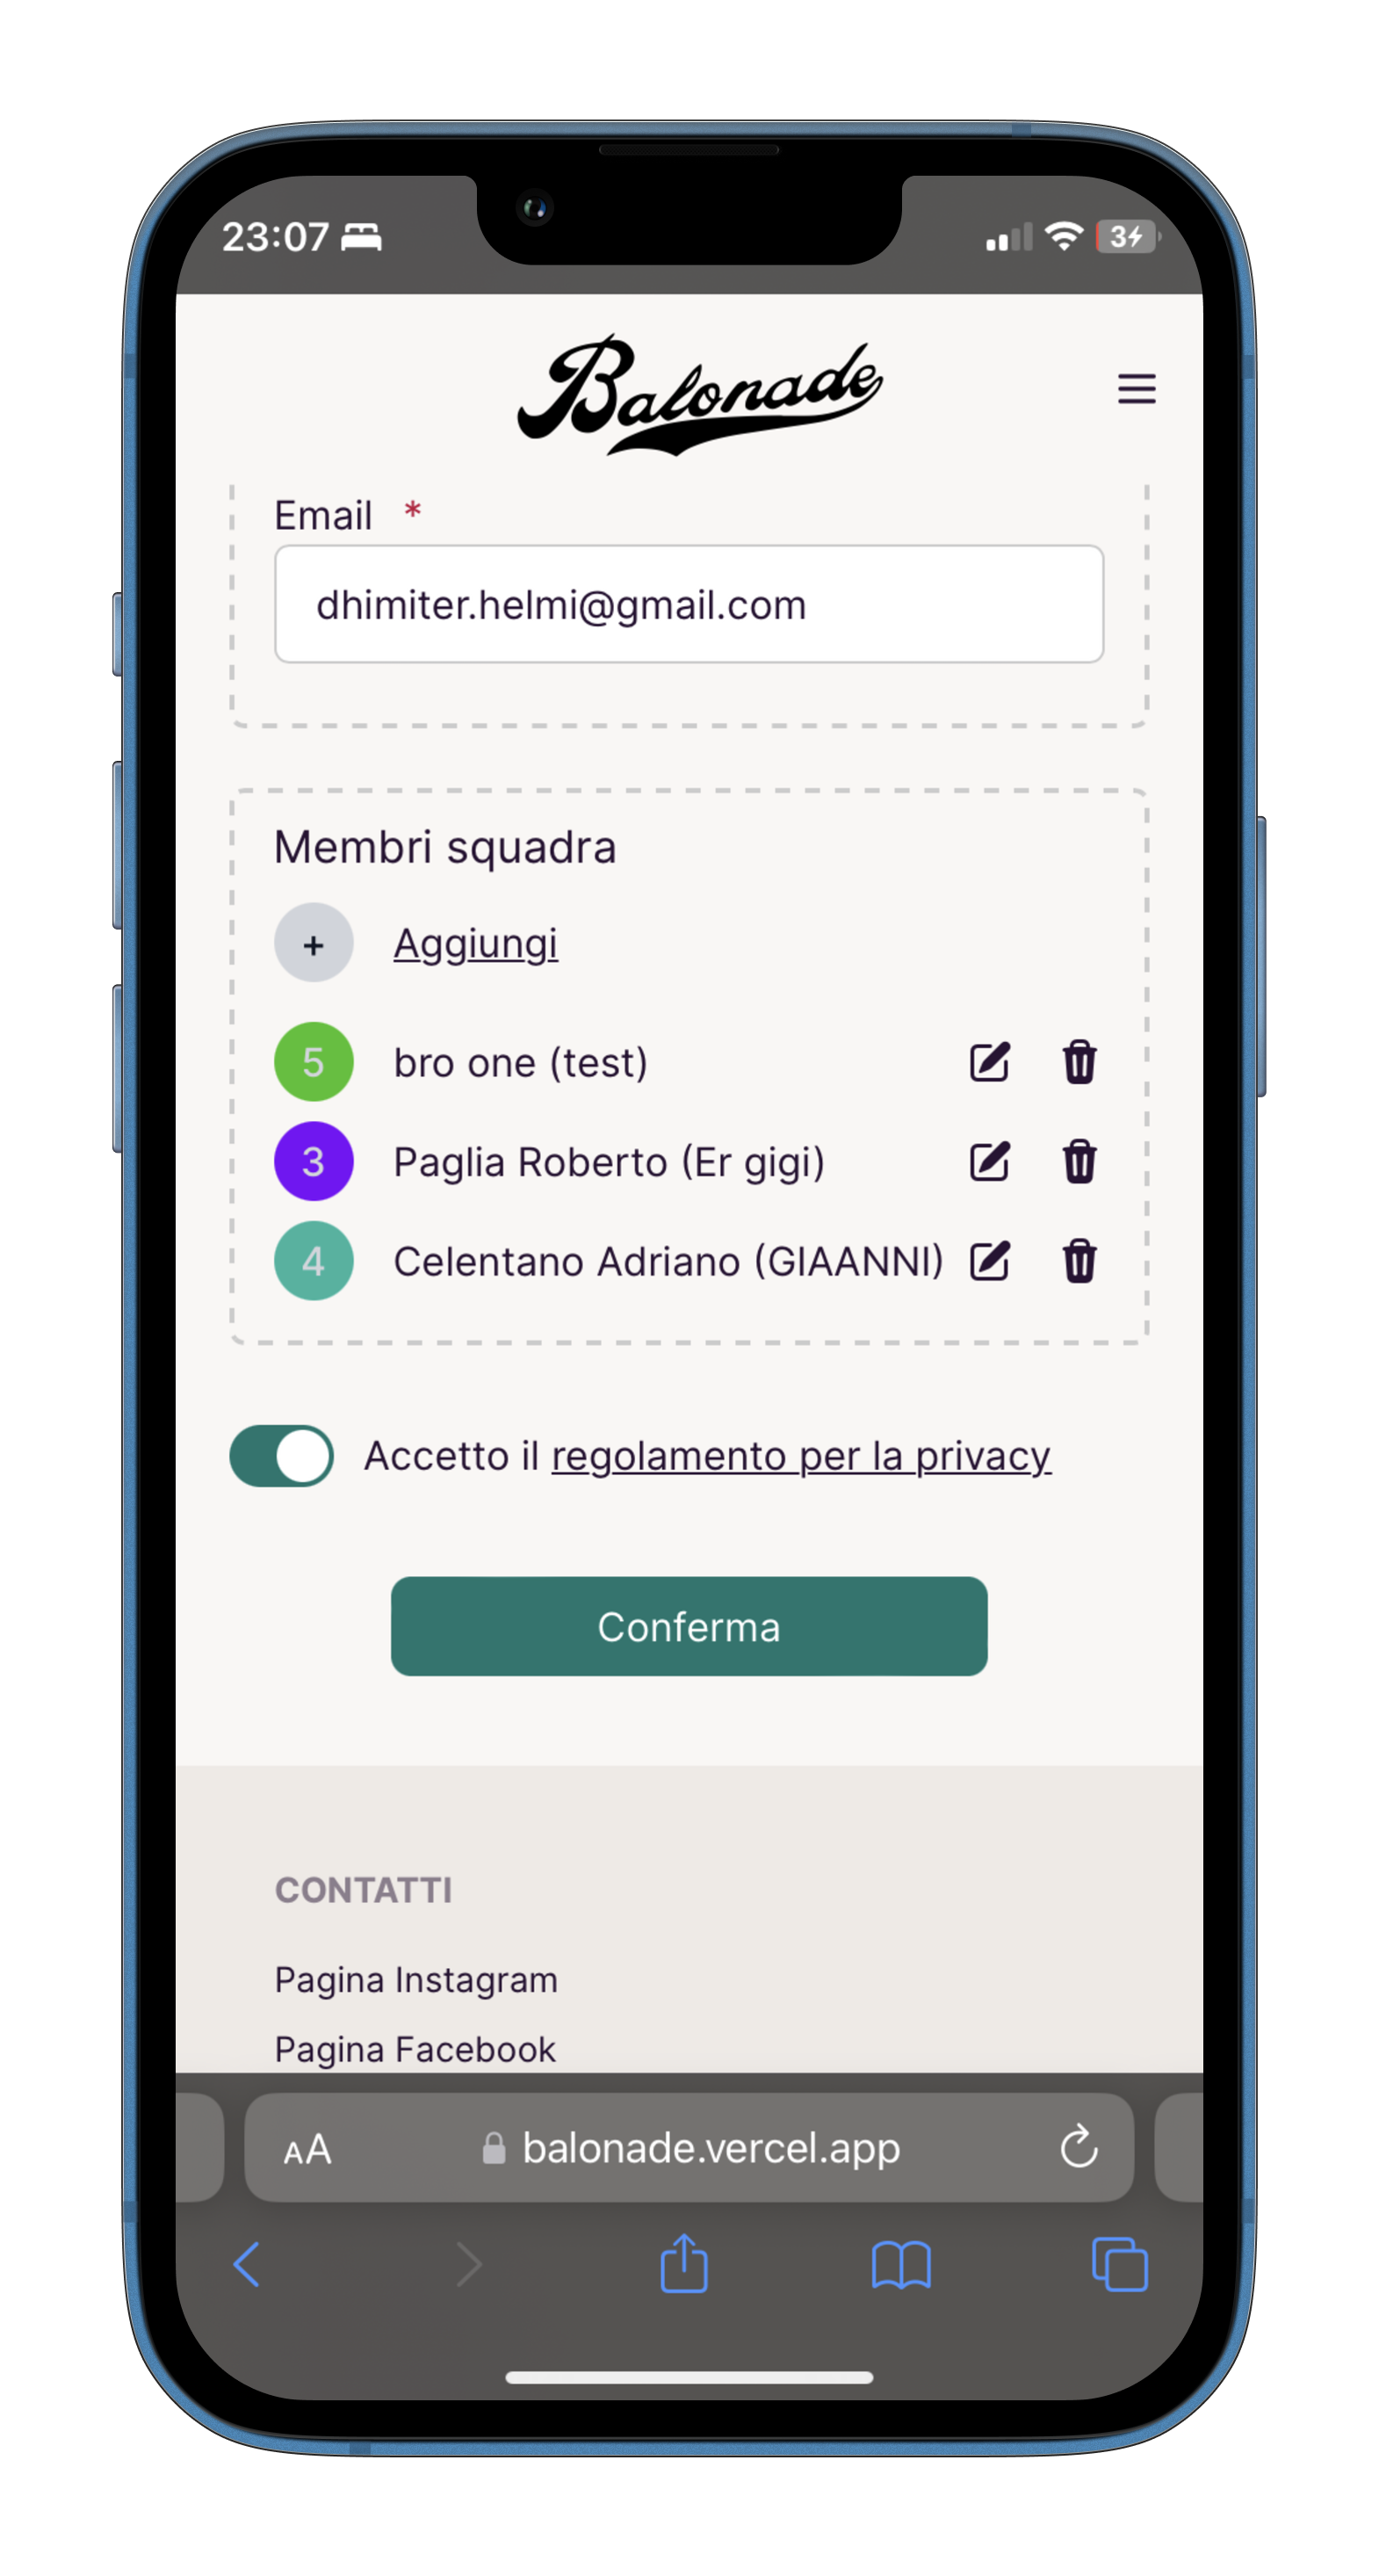 23:07
3
Balonade
Email *
dhimiter.helmi@gmail.com
Membri squadra
+ Aggiungi
5 bro one (test)
3 Paglia Roberto (Er gigi)
4 Celentano Adriano (GIAANNI)
Accetto il regolamento per la privacy
Conferma
CONTATTI
Pagina Instagram
Pagina Facebook
AA balonade.vercel.app